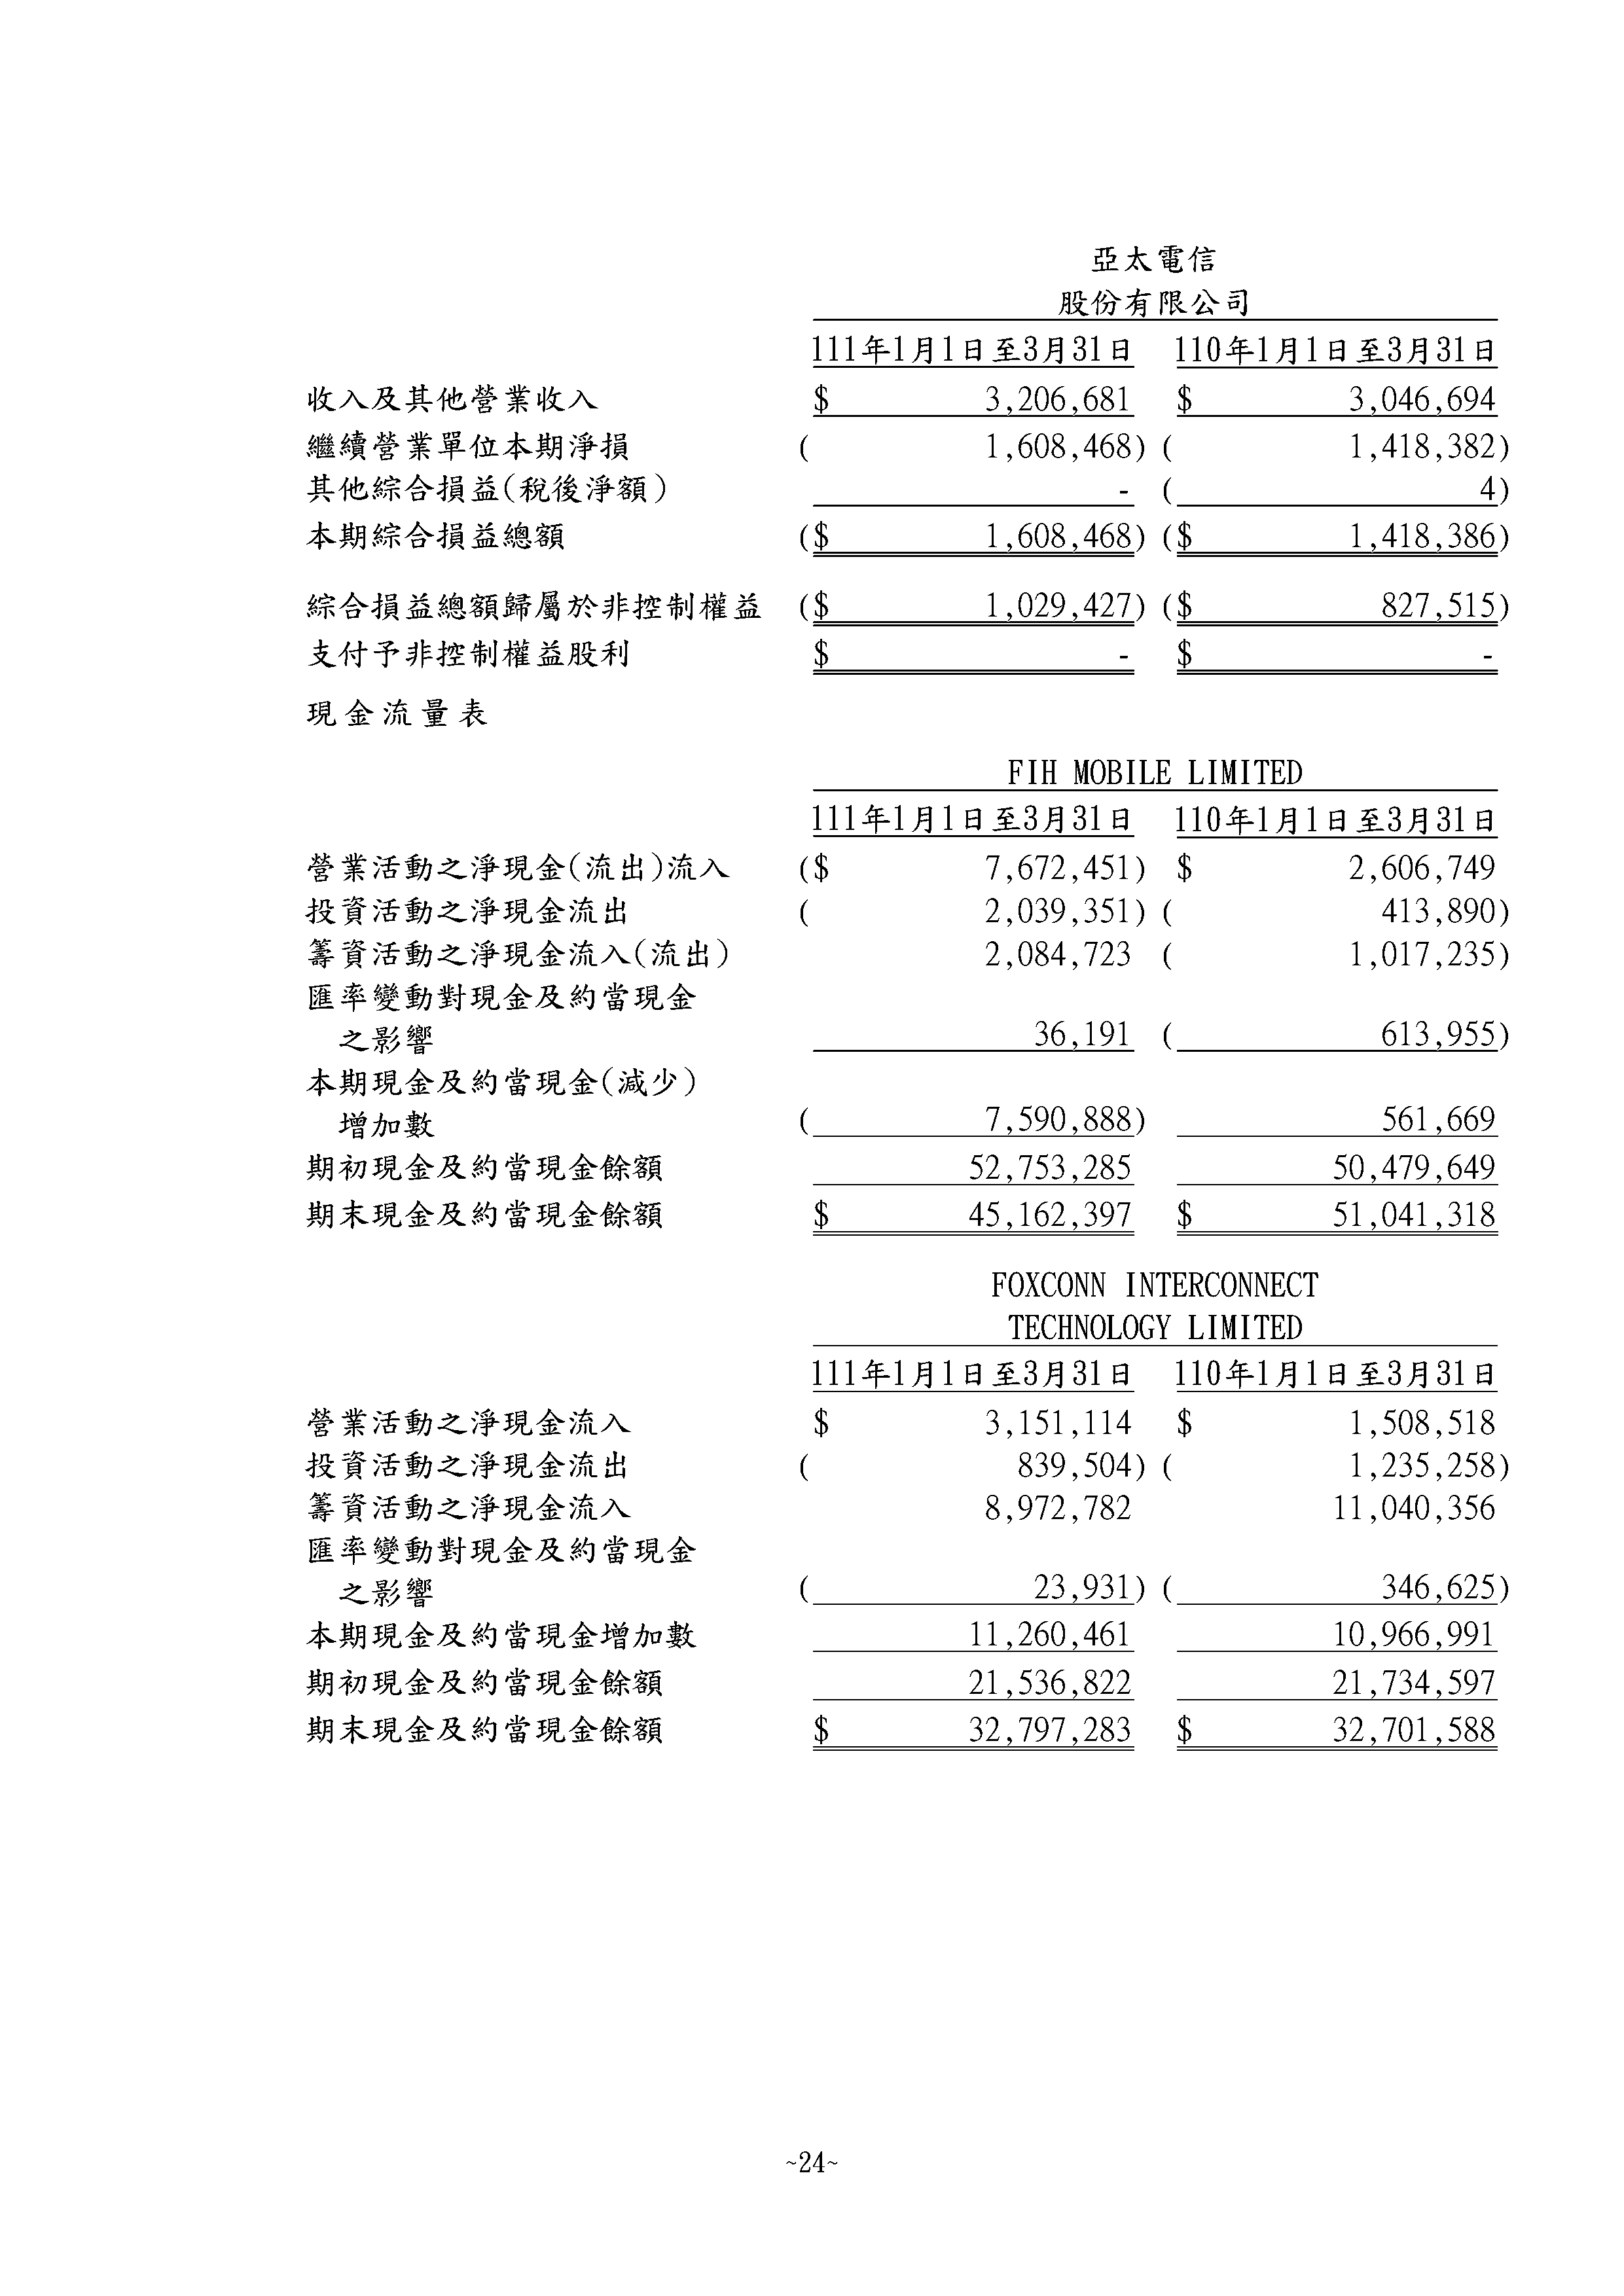 亞太電信
股份有限公司
111年1月1日至3月31日 110年1月1日至3月31日
收入及其他營業收入 $ 3,206,681 $ 3,046,694
繼續營業單位本期淨損 ( 1,608,468) ( 1,418,382)
其他綜合損益(稅後淨額) - ( 4)
本期綜合損益總額 ($ 1,608,468) ($ 1,418,386)
綜合損益總額歸屬於非控制權益 ($ 1,029,427) ($ 827,515)
支付予非控制權益股利 $ - $ -
現金流量表
FIH MOBILE LIMITED
111年1月1日至3月31日 110年1月1日至3月31日
營業活動之淨現金(流出)流入 ($ 7,672,451) $ 2,606,749
投資活動之淨現金流出 ( 2,039,351) ( 413,890)
籌資活動之淨現金流入(流出) 2,084,723 ( 1,017,235)
匯率變動對現金及約當現金
之影響 36,191 ( 613,955)
本期現金及約當現金(減少)
增加數 ( 7,590,888) 561,669
期初現金及約當現金餘額 52,753,285 50,479,649
期末現金及約當現金餘額 $ 45,162,397 $ 51,041,318
FOXCONN INTERCONNECT
TECHNOLOGY LIMITED
111年1月1日至3月31日 110年1月1日至3月31日
營業活動之淨現金流入 $ 3,151,114 $ 1,508,518
投資活動之淨現金流出 ( 839,504) ( 1,235,258)
籌資活動之淨現金流入 8,972,782 11,040,356
匯率變動對現金及約當現金
之影響 ( 23,931) ( 346,625)
本期現金及約當現金增加數 11,260,461 10,966,991
期初現金及約當現金餘額 21,536,822 21,734,597
期末現金及約當現金餘額 $ 32,797,283 $ 32,701,588
~24~